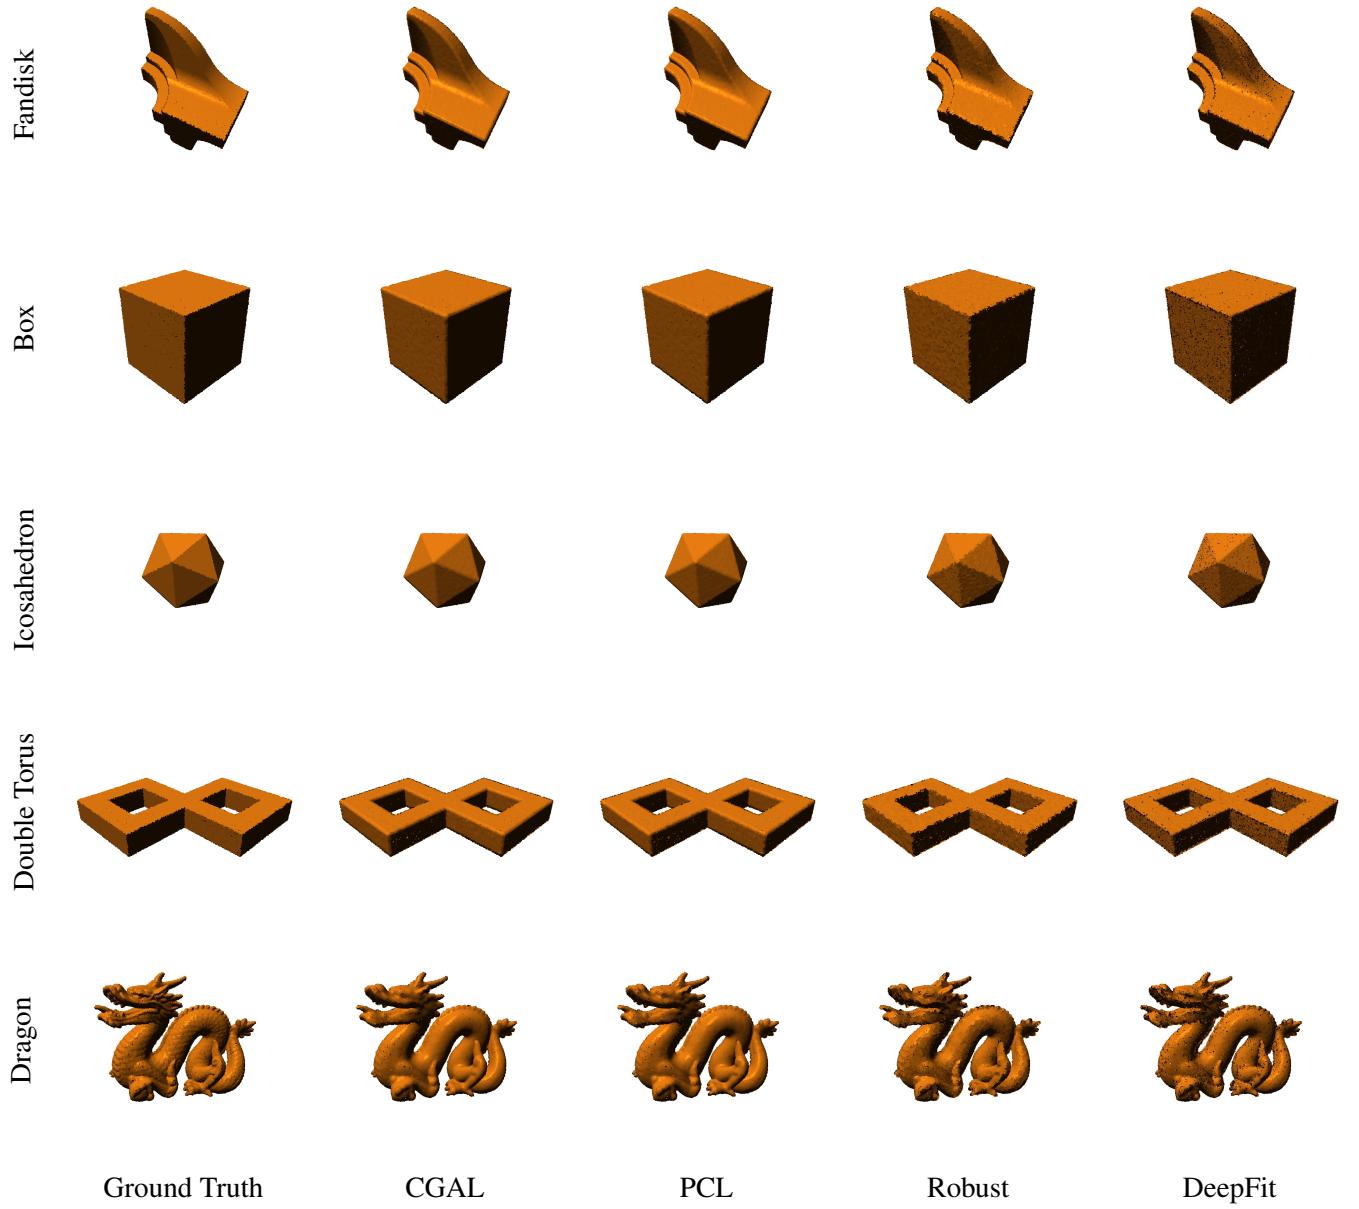 Fandisk
Box
Icosahedron
Double Torus
Dragon
Ground Truth
CGAL
PCL
Robust
DeepFit